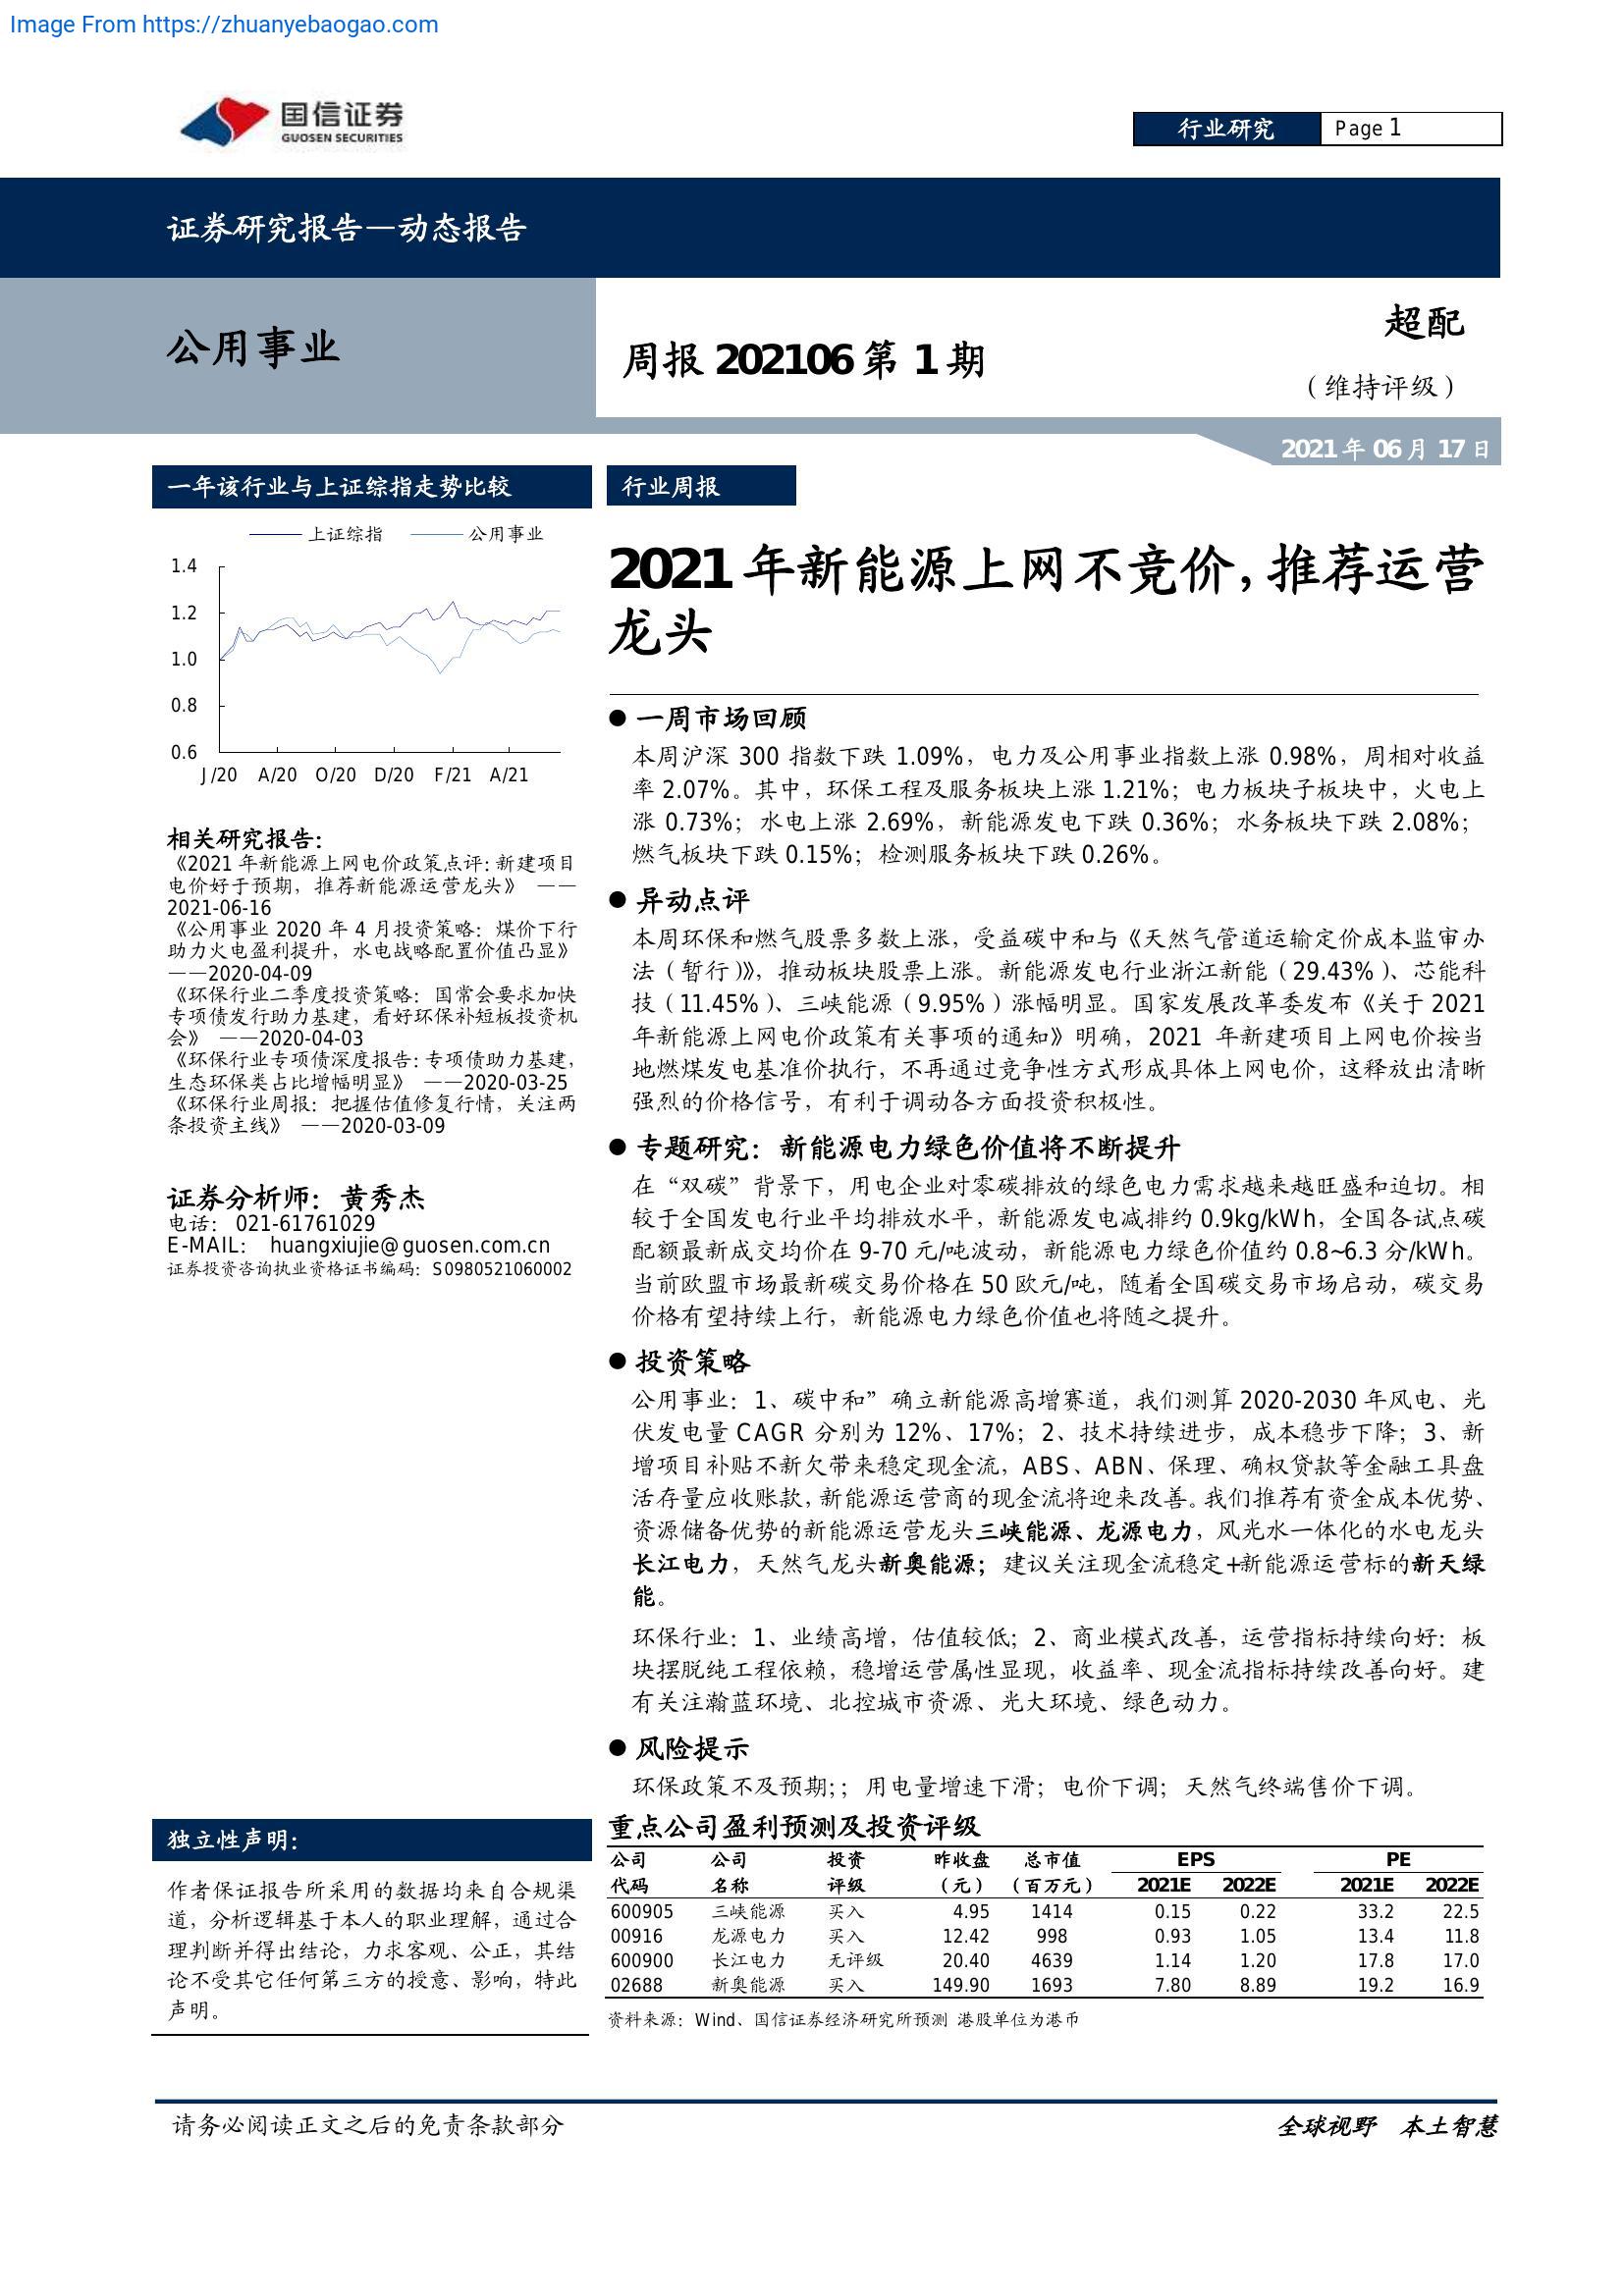 Image From https://zhuanyebaogao.com
国信证券
GUOSEN SECURITIES
行业研究
Page 1
证券研究报告—动态报告
公用事业
周报 202106 第 1 期
超配
（维持评级）
2021 年 06 月 17 日
一年该行业与上证综指走势比较
上证综指 公用事业
1.4
1.2
1.0
0.8
0.6
J/20 A/20 O/20 D/20 F/21 A/21
相关研究报告：
《2021 年新能源上网电价政策点评：新建项目
电价好于预期，推荐新能源运营龙头》 ——
2021-06-16
《公用事业 2020 年 4 月投资策略：煤价下行
助力火电盈利提升，水电战略配置价值凸显》
——2020-04-09
《环保行业二季度投资策略：国常会要求加快
专项债发行助力基建，看好环保补短板投资机
会》 ——2020-04-03
《环保行业专项债深度报告：专项债助力基建，
生态环保类占比增幅明显》 ——2020-03-25
《环保行业周报：把握估值修复行情，关注两
条投资主线》 ——2020-03-09
证券分析师：黄秀杰
电话： 021-61761029
E-MAIL： huangxiujie@guosen.com.cn
证券投资咨询执业资格证书编码：S0980521060002
独立性声明：
作者保证报告所采用的数据均来自合规渠
道，分析逻辑基于本人的职业理解，通过合
理判断并得出结论，力求客观、公正，其结
论不受其它任何第三方的授意、影响，特此
声明。
行业周报
2021 年新能源上网不竞价，推荐运营
龙头
● 一周市场回顾
本周沪深 300 指数下跌 1.09%，电力及公用事业指数上涨 0.98%，周相对收益
率 2.07%。其中，环保工程及服务板块上涨 1.21%；电力板块子板块中，火电上
涨 0.73%；水电上涨 2.69%，新能源发电下跌 0.36%；水务板块下跌 2.08%；
燃气板块下跌 0.15%；检测服务板块下跌 0.26%。
● 异动点评
本周环保和燃气股票多数上涨，受益碳中和与《天然气管道运输定价成本监审办
法（暂行）》，推动板块股票上涨。新能源发电行业浙江新能（29.43%）、芯能科
技（11.45%）、三峡能源（9.95%）涨幅明显。国家发展改革委发布《关于 2021
年新能源上网电价政策有关事项的通知》明确，2021 年新建项目上网电价按当
地燃煤发电基准价执行，不再通过竞争性方式形成具体上网电价，这释放出清晰
强烈的价格信号，有利于调动各方面投资积极性。
● 专题研究：新能源电力绿色价值将不断提升
在“双碳”背景下，用电企业对零碳排放的绿色电力需求越来越旺盛和迫切。相
较于全国发电行业平均排放水平，新能源发电减排约 0.9kg/kWh，全国各试点碳
配额最新成交均价在 9-70 元/吨波动，新能源电力绿色价值约 0.8~6.3 分/kWh。
当前欧盟市场最新碳交易价格在 50 欧元/吨，随着全国碳交易市场启动，碳交易
价格有望持续上行，新能源电力绿色价值也将随之提升。
● 投资策略
公用事业：1、碳中和”确立新能源高增赛道，我们测算 2020-2030 年风电、光
伏发电量 CAGR 分别为 12%、17%；2、技术持续进步，成本稳步下降；3、新
增项目补贴不新欠带来稳定现金流，ABS、ABN、保理、确权贷款等金融工具盘
活存量应收账款，新能源运营商的现金流将迎来改善。我们推荐有资金成本优势、
资源储备优势的新能源运营龙头三峡能源、龙源电力，风光水一体化的水电龙头
长江电力，天然气龙头新奥能源；建议关注现金流稳定+新能源运营标的新天绿
能。
环保行业：1、业绩高增，估值较低；2、商业模式改善，运营指标持续向好：板
块摆脱纯工程依赖，稳增运营属性显现，收益率、现金流指标持续改善向好。建
有关注瀚蓝环境、北控城市资源、光大环境、绿色动力。
● 风险提示
环保政策不及预期；；用电量增速下滑；电价下调；天然气终端售价下调。
重点公司盈利预测及投资评级
公司 公司 投资 昨收盘 总市值 EPS PE
代码 名称 评级 （元） （百万元） 2021E 2022E 2021E 2022E
600905 三峡能源 买入 4.95 1414 0.15 0.22 33.2 22.5
00916 龙源电力 买入 12.42 998 0.93 1.05 13.4 11.8
600900 长江电力 无评级 20.40 4639 1.14 1.20 17.8 17.0
02688 新奥能源 买入 149.90 1693 7.80 8.89 19.2 16.9
资料来源：Wind、国信证券经济研究所预测 港股单位为港币
请务必阅读正文之后的免责条款部分
全球视野 本土智慧